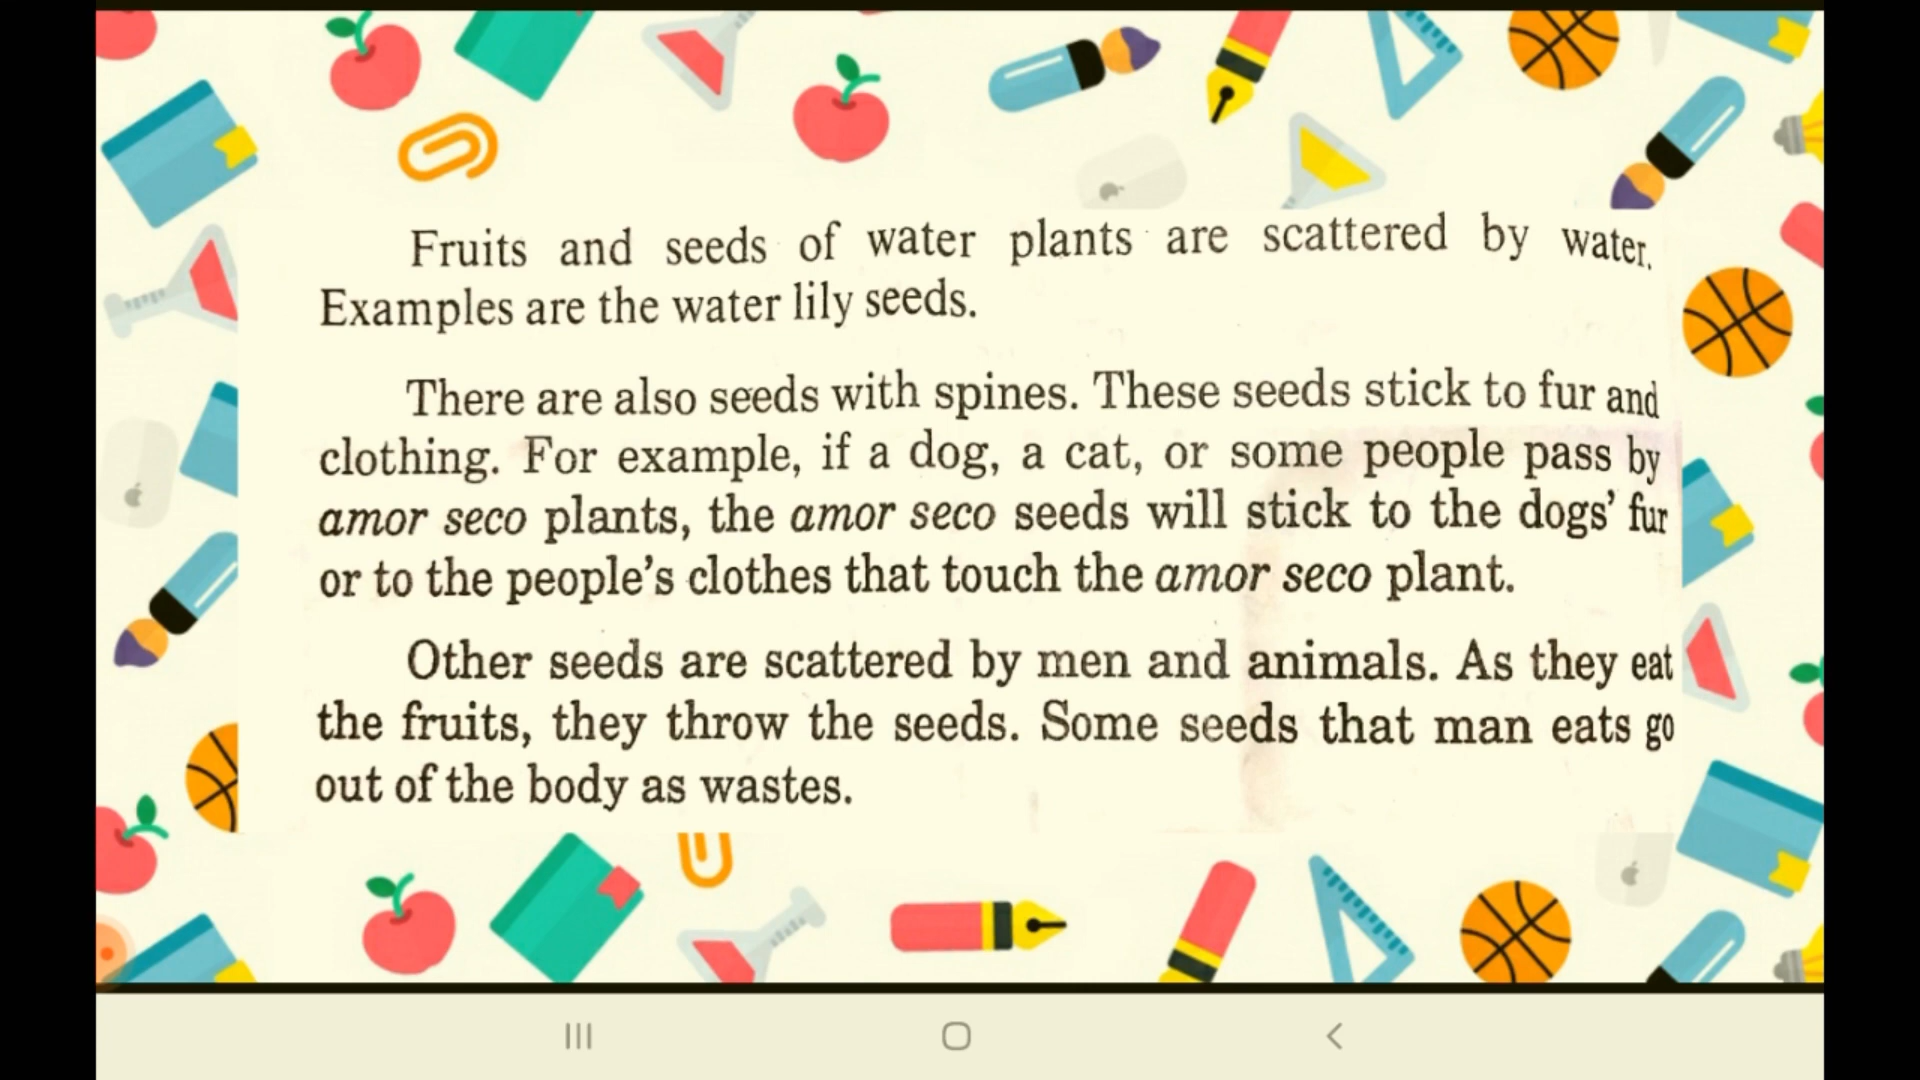 Fruits and seeds of water plants are scattered by water.
Examples are the water lily seeds.
There are also seeds with spines. These seeds stick to fur and
clothing. For example, if a dog, a cat, or some people pass by
amor seco plants, the amor seco seeds will stick to the dogs’ fur
or to the people’s clothes that touch the amor seco plant.
Other seeds are scattered by men and animals. As they eat
the fruits, they throw the seeds. Some seeds that man eats go
out of the body as wastes.